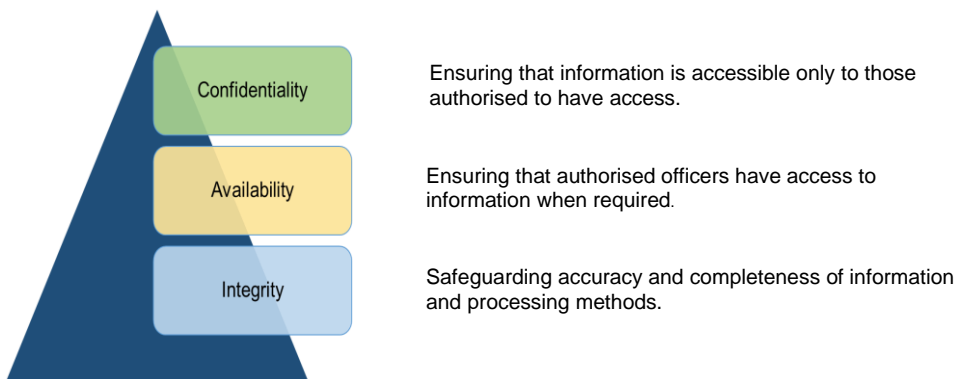 Confidentiality
Ensuring that information is accessible only to those
authorised to have access.
Availability
Ensuring that authorised officers have access to
information when required.
Integrity
Safeguarding accuracy and completeness of information
and processing methods.